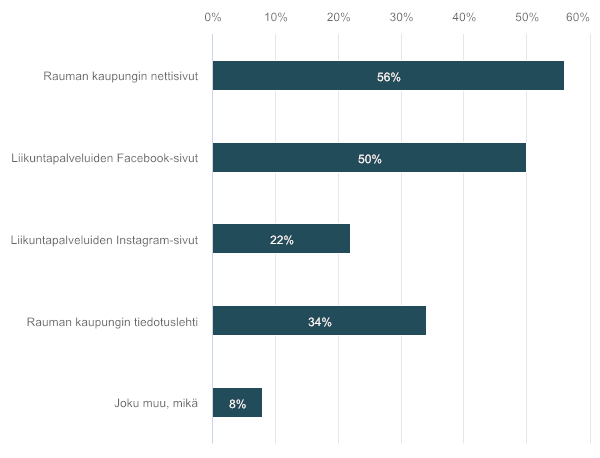 0% 10% 20% 30% 40% 50% 60%
Rauman kaupungin nettisivut 56%
Liikuntapalveluiden Facebook-sivut 50%
Liikuntapalveluiden Instagram-sivut 22%
Rauman kaupungin tiedotuslehti 34%
Joku muu, mikä 8%